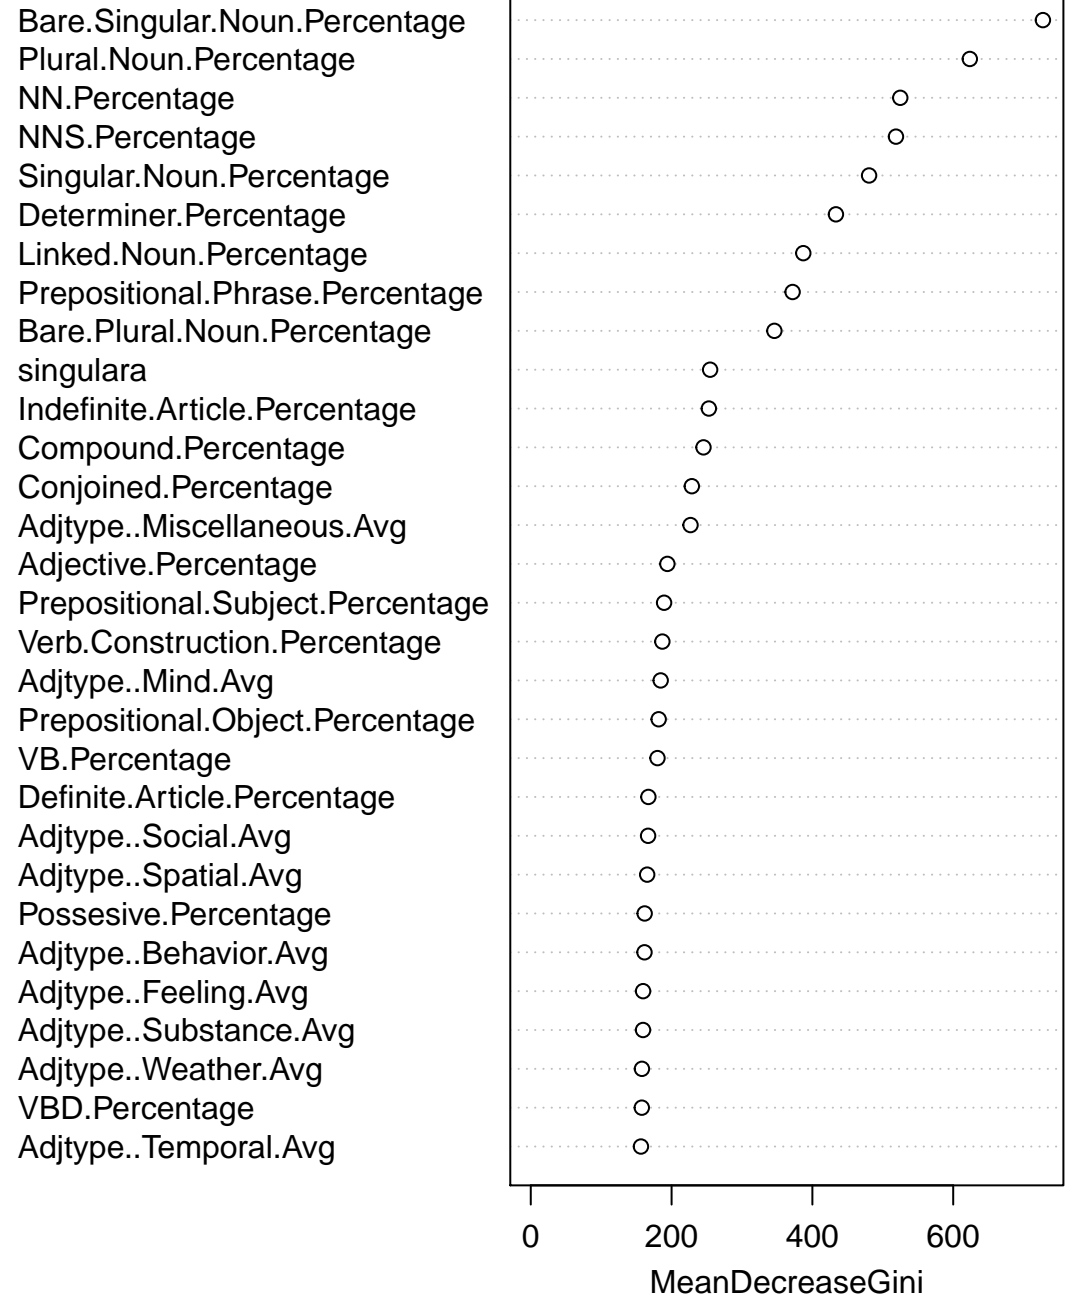 Bare.Singular.Noun.Percentage
Plural.Noun.Percentage
NN.Percentage
NNS.Percentage
Singular.Noun.Percentage
Determiner.Percentage
Linked.Noun.Percentage
Prepositional.Phrase.Percentage
Bare.Plural.Noun.Percentage
singulara
Indefinite.Article.Percentage
Compound.Percentage
Conjoined.Percentage
Adjtype..Miscellaneous.Avg
Adjective.Percentage
Prepositional.Subject.Percentage
Verb.Construction.Percentage
Adjtype..Mind.Avg
Prepositional.Object.Percentage
VB.Percentage
Definite.Article.Percentage
Adjtype..Social.Avg
Adjtype..Spatial.Avg
Possesive.Percentage
Adjtype..Behavior.Avg
Adjtype..Feeling.Avg
Adjtype..Substance.Avg
Adjtype..Weather.Avg
VBD.Percentage
Adjtype..Temporal.Avg
0 200 400 600
MeanDecreaseGini